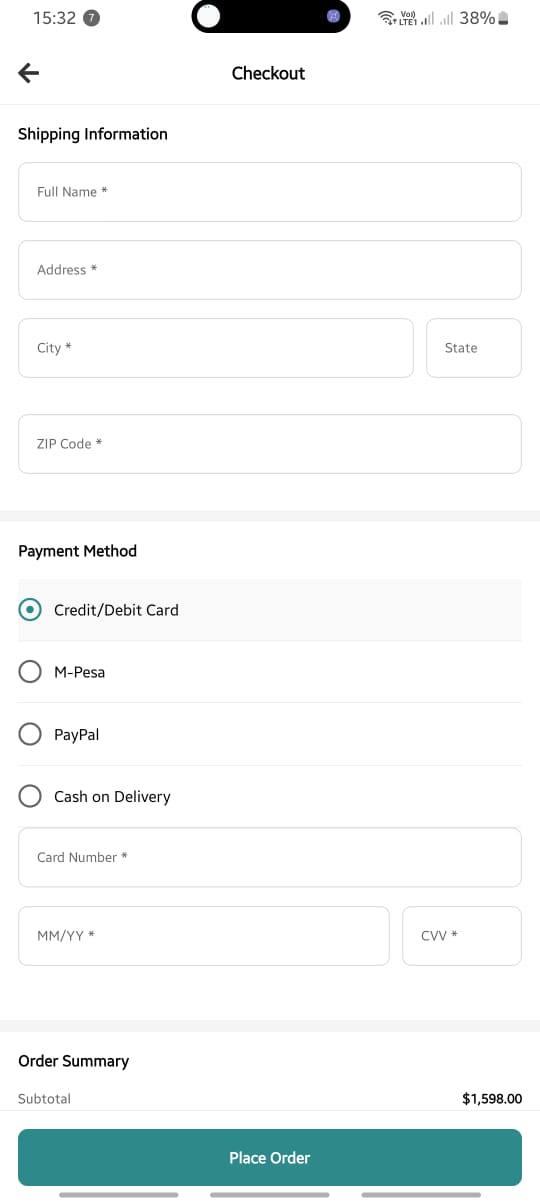 15:32 7
Vo)) LTE1 38%
Checkout
Shipping Information
Full Name *
Address *
City * State
ZIP Code *
Payment Method
Credit/Debit Card
M-Pesa
PayPal
Cash on Delivery
Card Number *
MM/YY * CVV *
Order Summary
Subtotal $1,598.00
Place Order